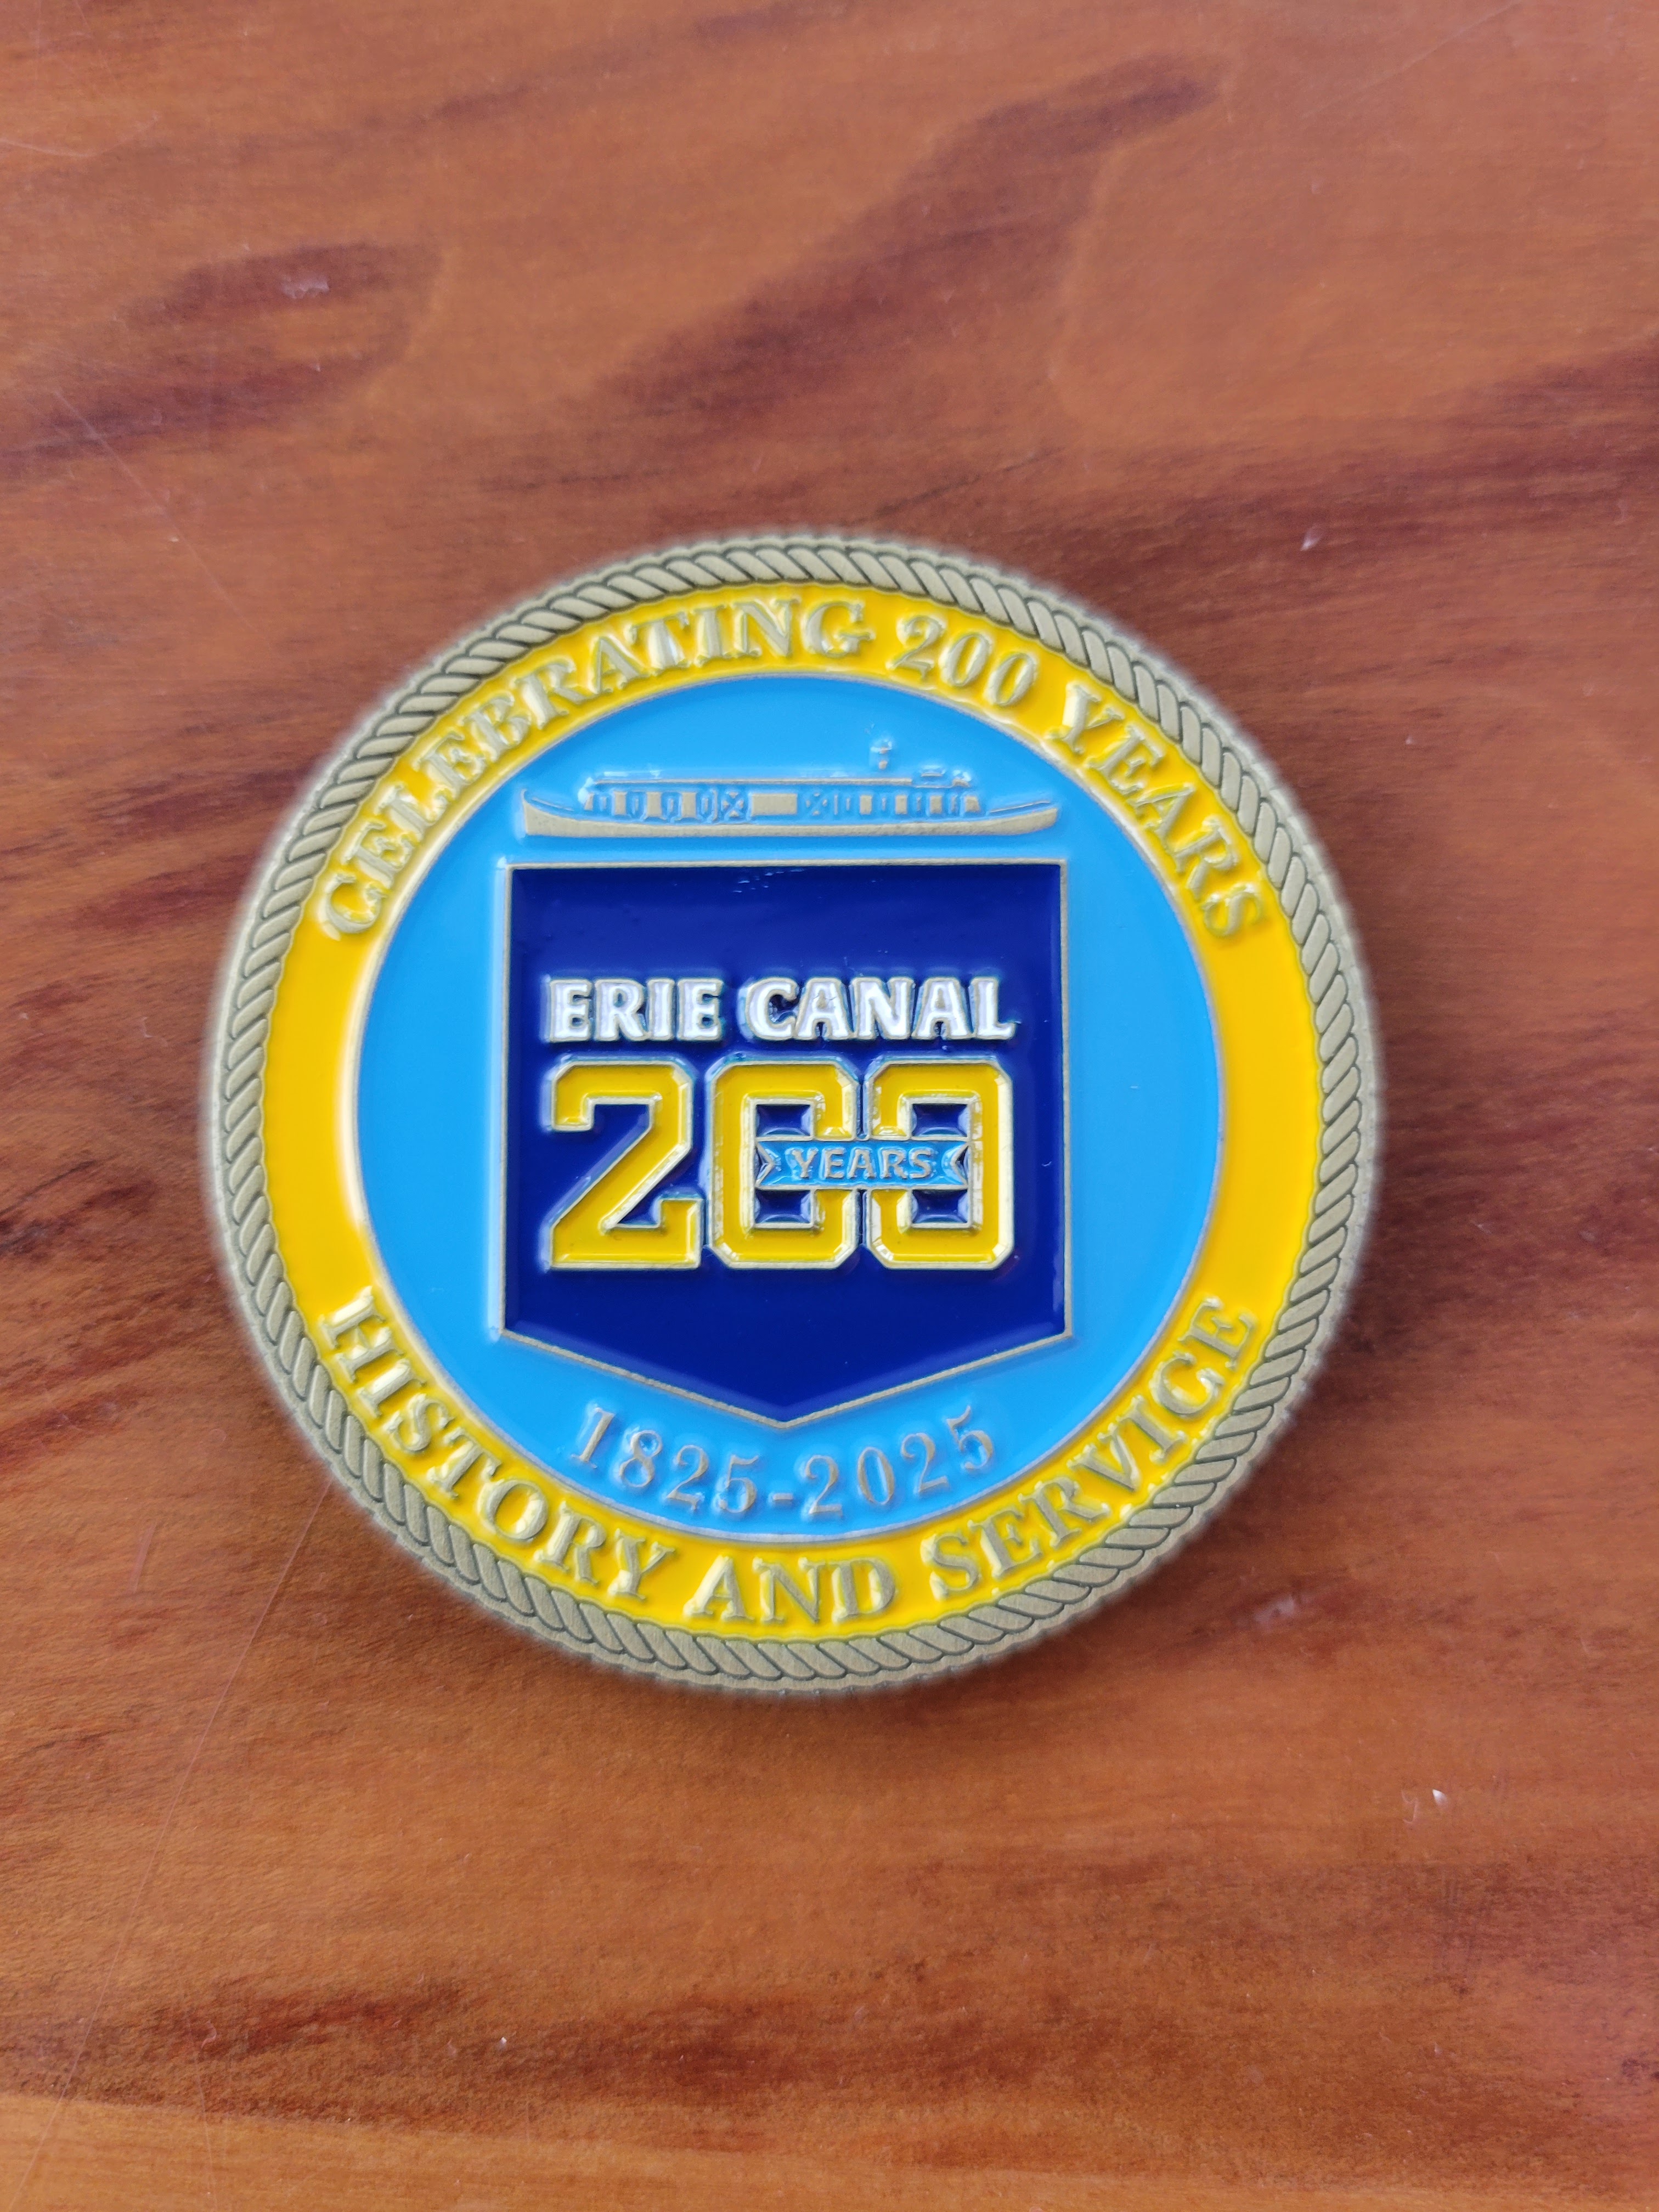 CELEBRATING 200 YEARS
ERIE CANAL
200
YEARS
1825-2025
HISTORY AND SERVICE